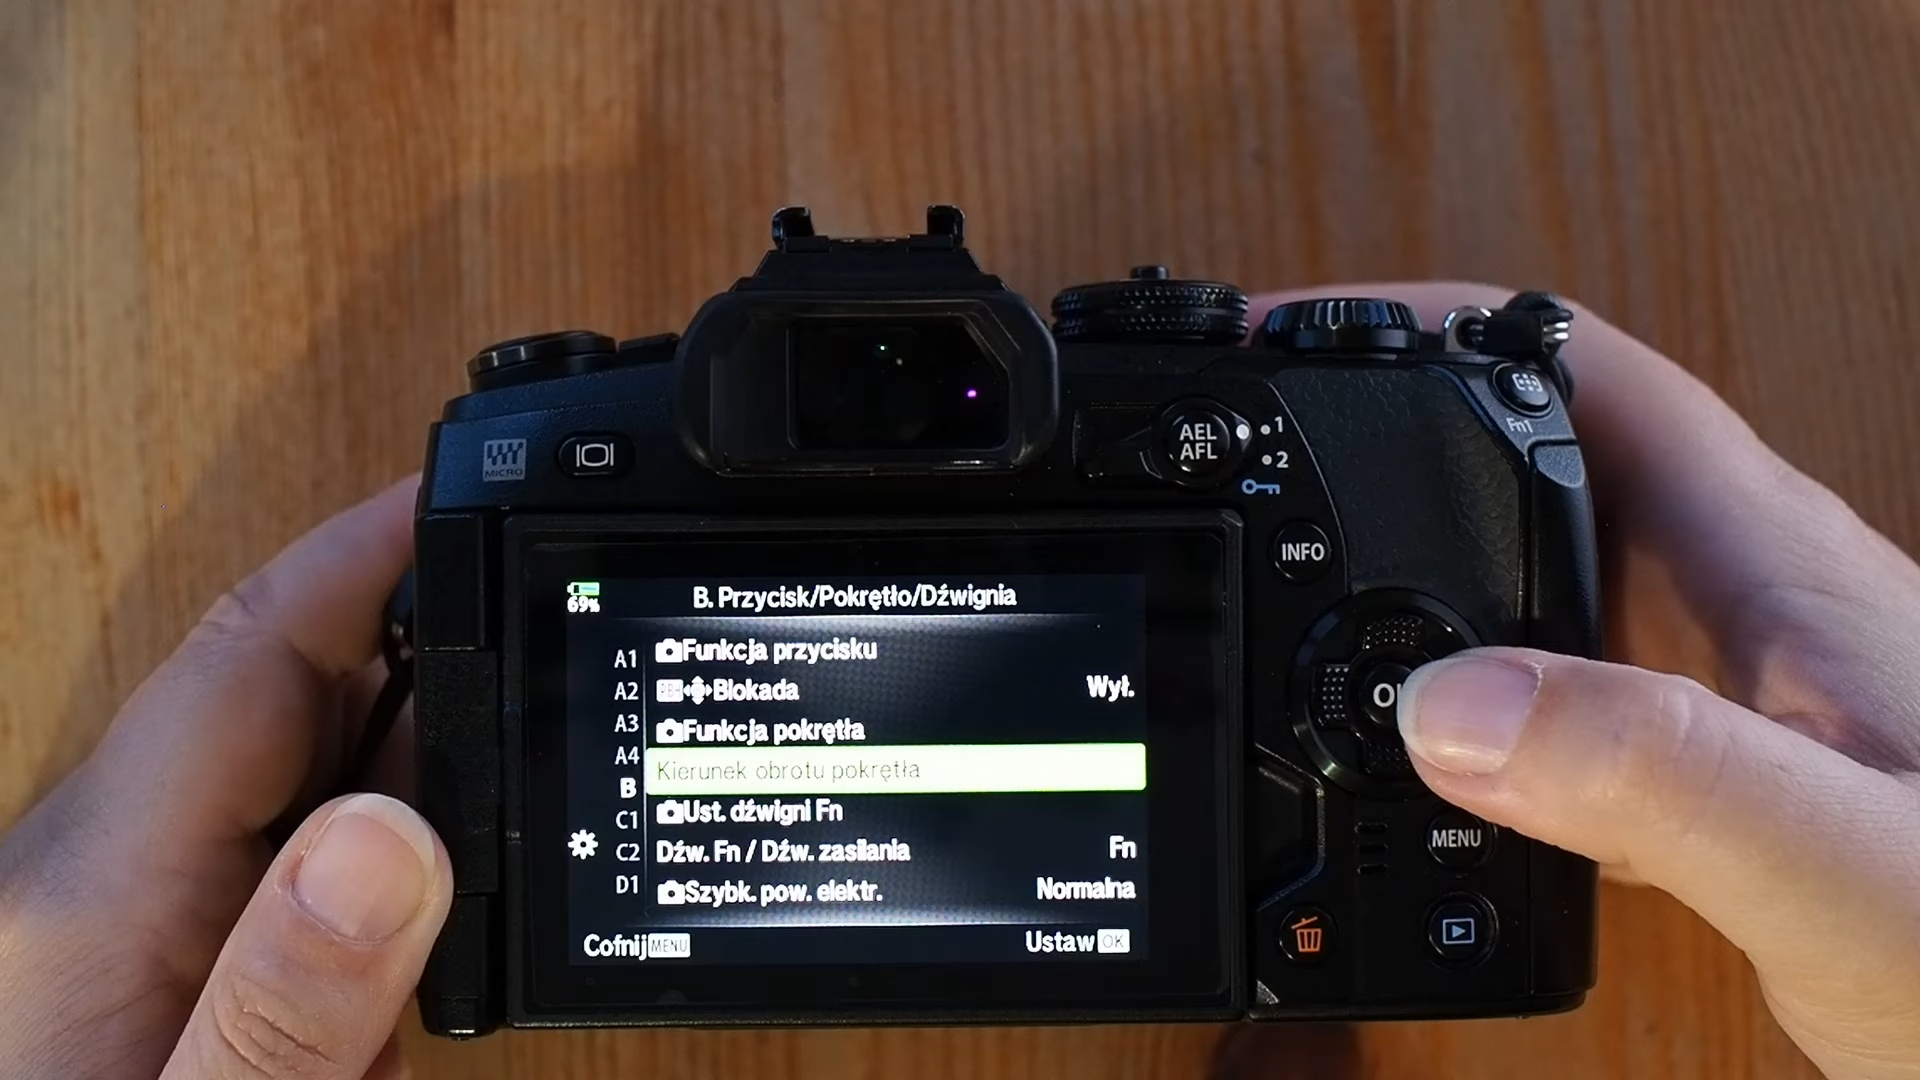 AEL
AFL
1
2
Fn1
MICRO
INFO
69%
B. Przycisk/Pokrętło/Dźwignia
A1
A2
A3
A4
B
C1
C2
D1
Funkcja przycisku
Blokada Wył.
Funkcja pokrętła
Kierunek obrotu pokrętła
Ust. dźwigni Fn
Dźw. Fn / Dźw. zasilania Fn
Szybk. pow. elektr. Normalna
Cofnij MENU
Ustaw OK
MENU